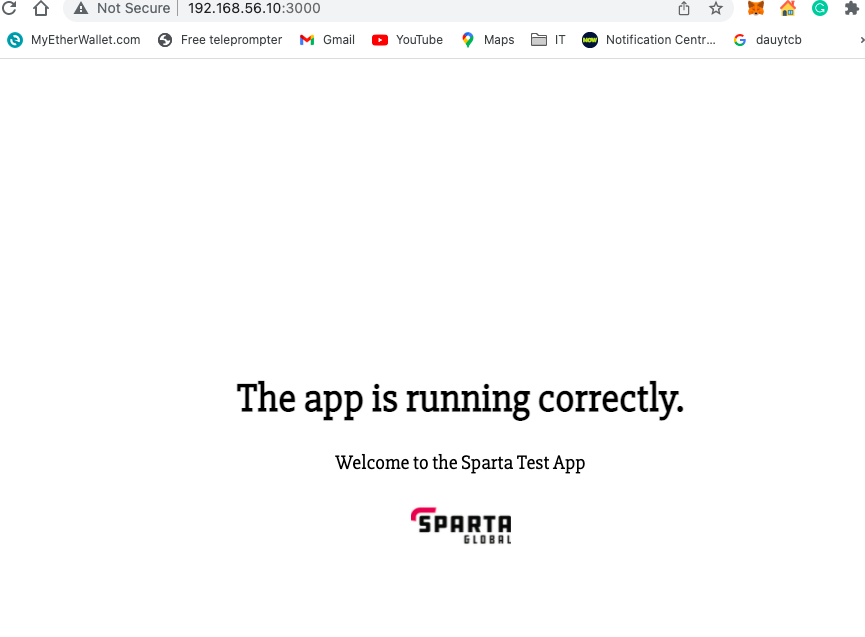 Not Secure 192.168.56.10:3000
MyEtherWallet.com Free teleprompter Gmail YouTube Maps IT NOW Notification Centr... G dauytcb
The app is running correctly.
Welcome to the Sparta Test App
SPARTA
GLOBAL